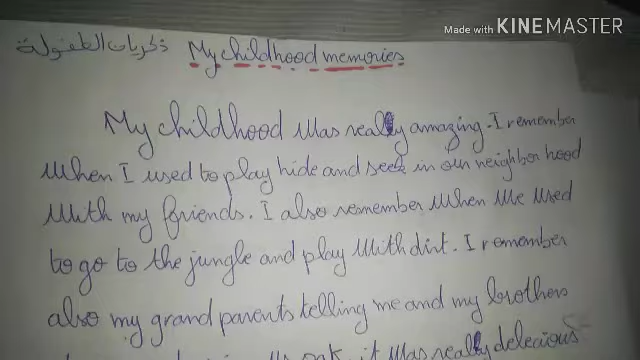 Made with KINEMASTER
ذكريات الطفولة My childhood memories
My childhood was really amazing. I remember
when I used to play hide and seek in our neighbor hood
with my friends. I also remember when we used
to go to the jungle and play with dirt. I remember
also my grand parents telling me and my brothers
it was really delecious